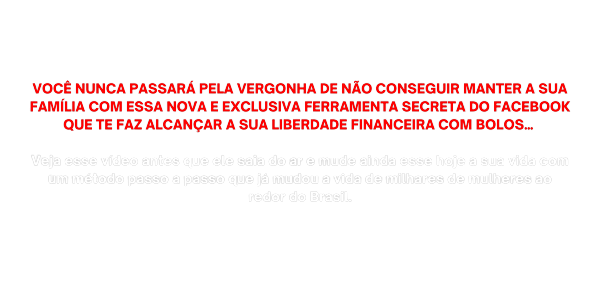 VOCÊ NUNCA PASSARÁ PELA VERGONHA DE NÃO CONSEGUIR MANTER A SUA
FAMÍLIA COM ESSA NOVA E EXCLUSIVA FERRAMENTA SECRETA DO FACEBOOK
QUE TE FAZ ALCANÇAR A SUA LIBERDADE FINANCEIRA COM BOLOS...
Veja esse vídeo antes que ele saia do ar e mude ainda esse hoje a sua vida com
um método passo a passo que já mudou a vida de milhares de mulheres ao
redor do Brasil.